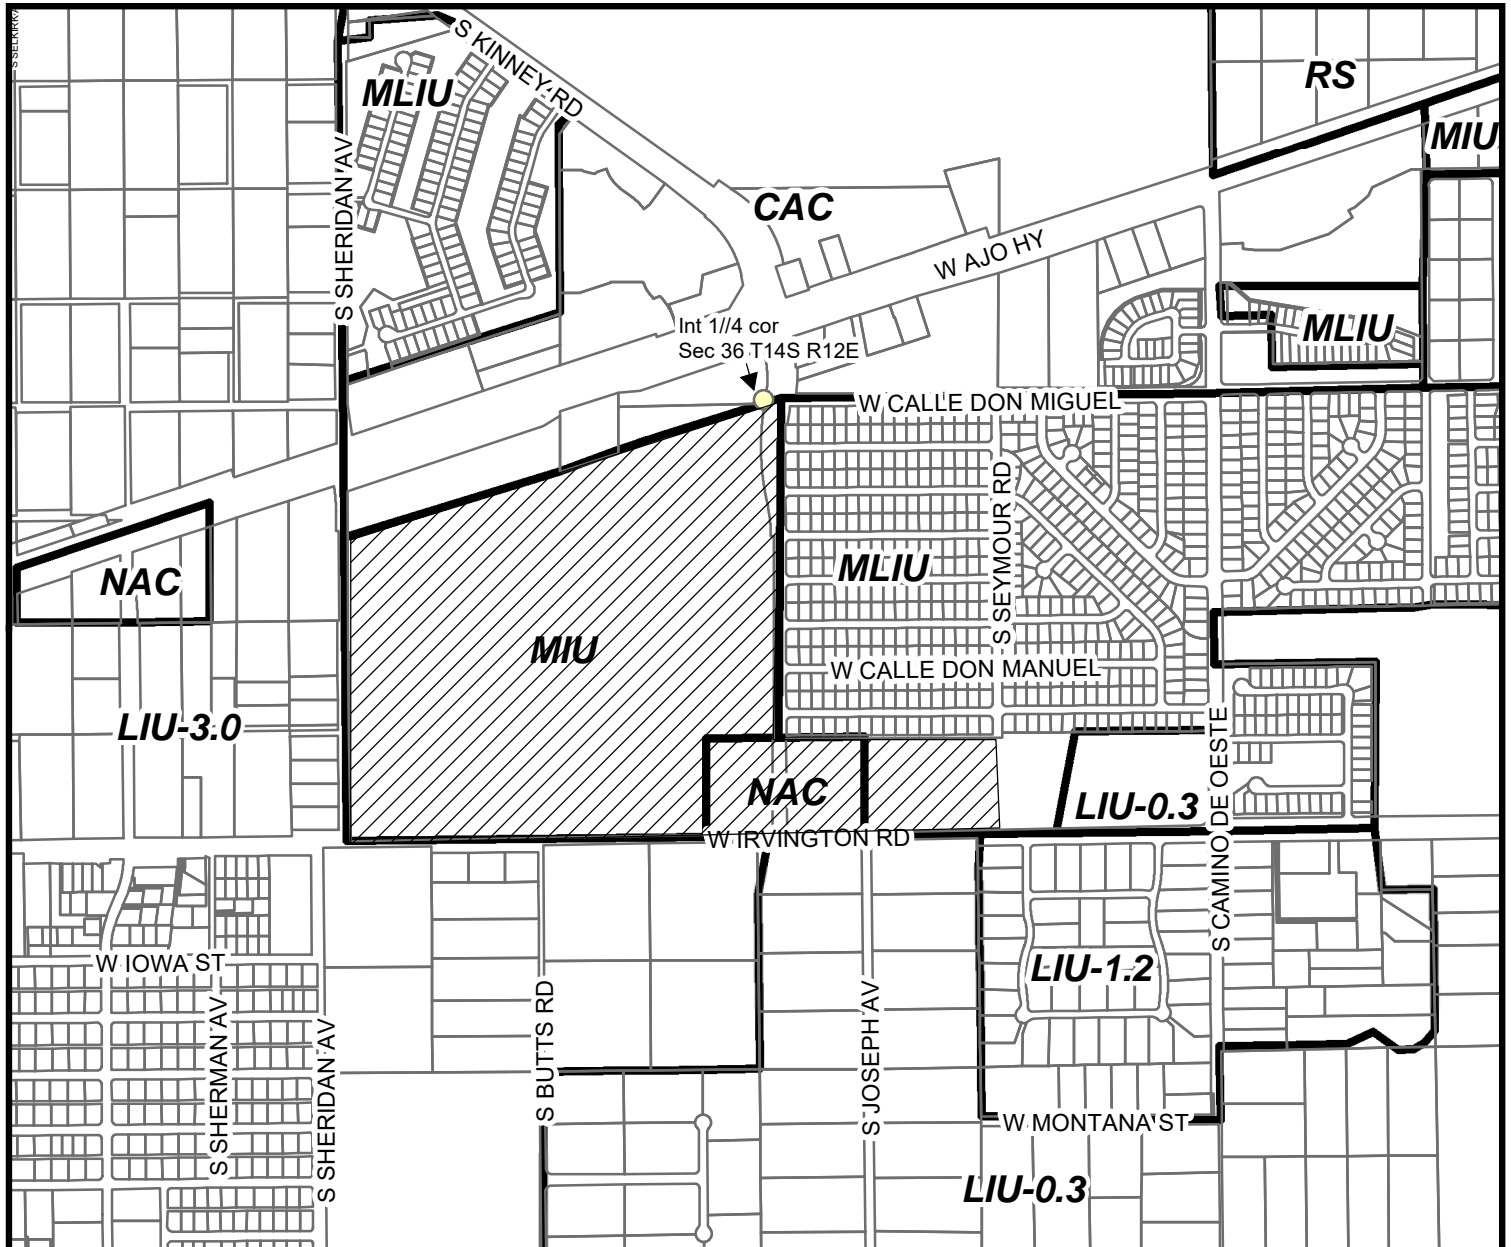 S SELKIRK A
S KINNEY RD
RS
MLIU
MIU
S SHERIDAN AV
CAC
W AJO HY
Int 1//4 cor
Sec 36 T14S R12E
MLIU
W CALLE DON MIGUEL
S SEYMOUR RD
NAC
MLIU
MIU
W CALLE DON MANUEL
LIU-3.0
S CAMINO DE OESTE
NAC
LIU-0.3
W IRVINGTON RD
W IOWA ST
LIU-1.2
S SHERMAN AV
S SHERIDAN AV
S BUTTS RD
S JOSEPH AV
W MONTANA ST
LIU-0.3